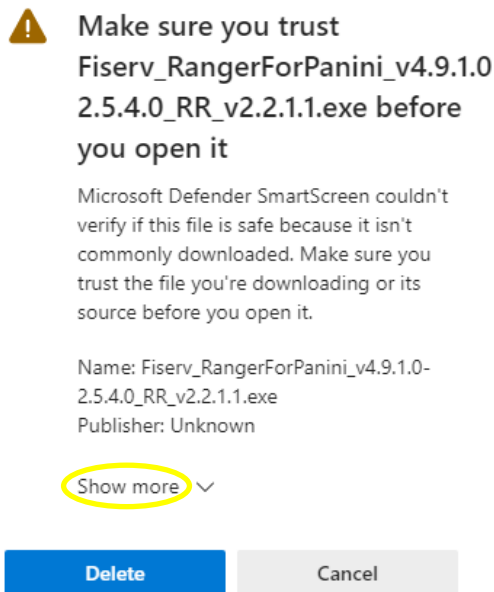 Make sure you trust
Fiserv_RangerForPanini_v4.9.1.0
2.5.4.0_RR_v2.2.1.1.exe before
you open it
Microsoft Defender SmartScreen couldn't
verify if this file is safe because it isn't
commonly downloaded. Make sure you
trust the file you're downloading or its
source before you open it.
Name: Fiserv_RangerForPanini_v4.9.1.0-
2.5.4.0_RR_v2.2.1.1.exe
Publisher: Unknown
Show more
Delete
Cancel